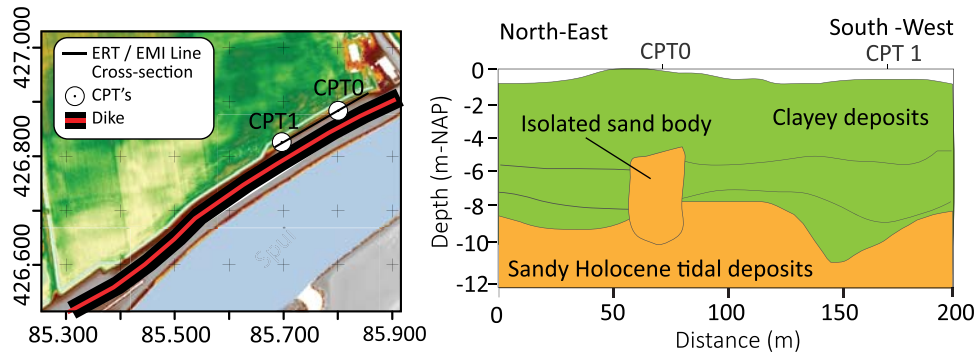 427.000
426.800
426.600
ERT / EMI Line
Cross-section
CPT's
Dike
CPT0
CPT1
Spui
85.300
85.500
85.700
85.900
North-East
South -West
CPT0
CPT 1
Depth (m-NAP)
0
-2
-4
-6
-8
-10
-12
Isolated sand body
Clayey deposits
Sandy Holocene tidal deposits
0
50
100
150
200
Distance (m)